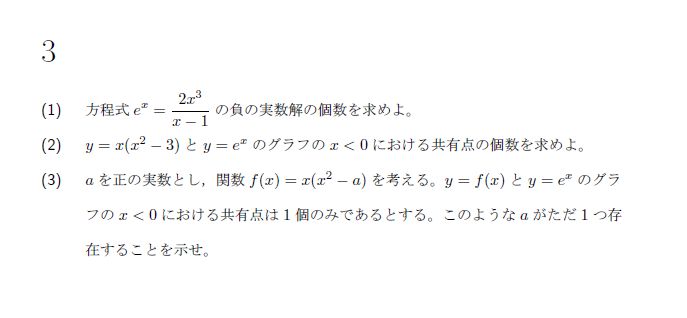 3
(1) 方程式 e^x = \frac{2x^3}{x-1} の負の実数解の個数を求めよ。
(2) y = x(x^2 − 3) と y = e^x のグラフの x < 0 における共有点の個数を求めよ。
(3) a を正の実数とし，関数 f(x) = x(x^2 − a) を考える。y = f(x) と y = e^x のグラ
フの x < 0 における共有点は 1 個のみであるとする。このような a がただ 1 つ存
在することを示せ。